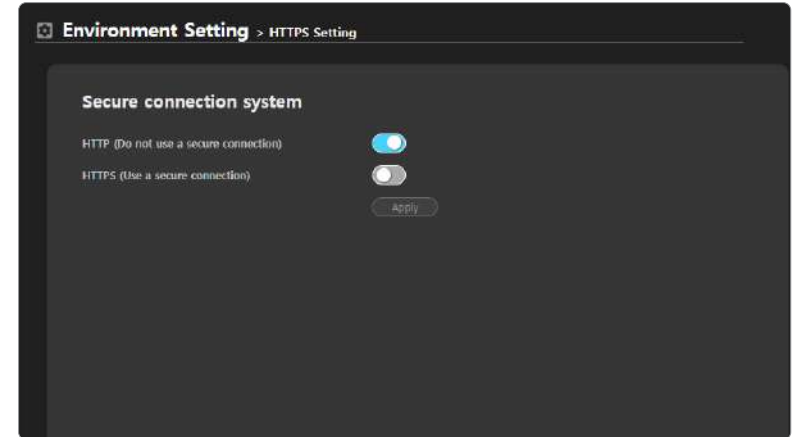 Environment Setting > HTTPS Setting
Secure connection system
HTTP (Do not use a secure connection)
HTTPS (Use a secure connection)
Apply